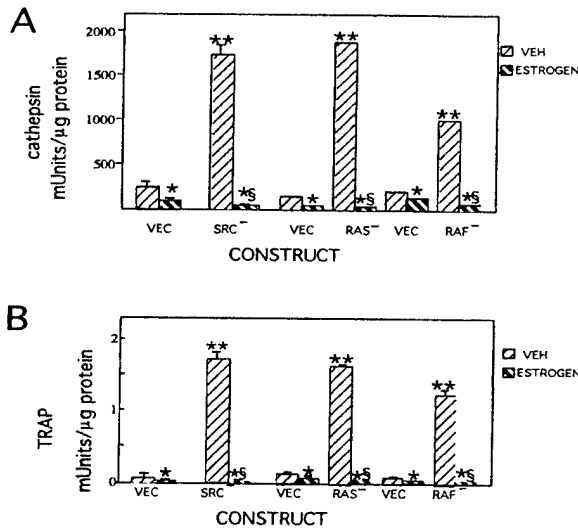 A
cathepsin
mUnits/μg protein
2000
1500
1000
500
** ** **
* *§ * *§ * *§
VEH
ESTROGEN
VEC SRC⁻ VEC RAS⁻ VEC RAF⁻
CONSTRUCT
B
TRAP
mUnits/μg protein
2
1
0
** ** **
* *§ * *§ * *§
VEH
ESTROGEN
VEC SRC⁻ VEC RAS⁻ VEC RAF⁻
CONSTRUCT